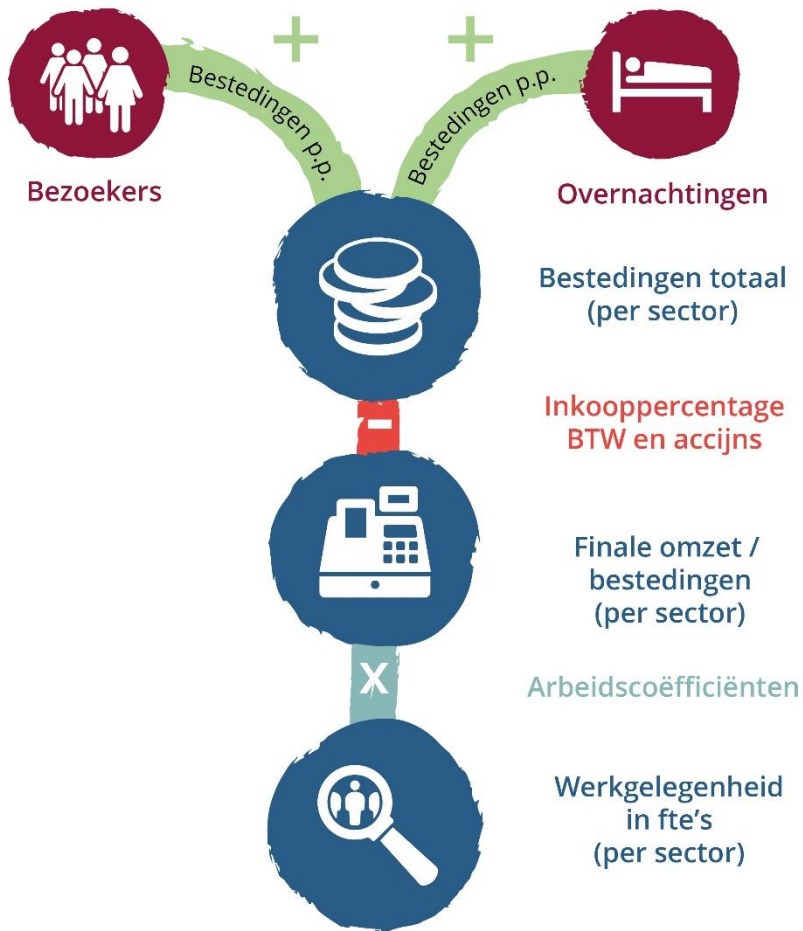 + +
Bestedingen p.p.
Bestedingen p.p.
Bezoekers
Overnachtingen
Bestedingen totaal
(per sector)
-
Inkooppercentage
BTW en accijns
Finale omzet /
bestedingen
(per sector)
X
Arbeidscoëfficiënten
Werkgelegenheid
in fte's
(per sector)